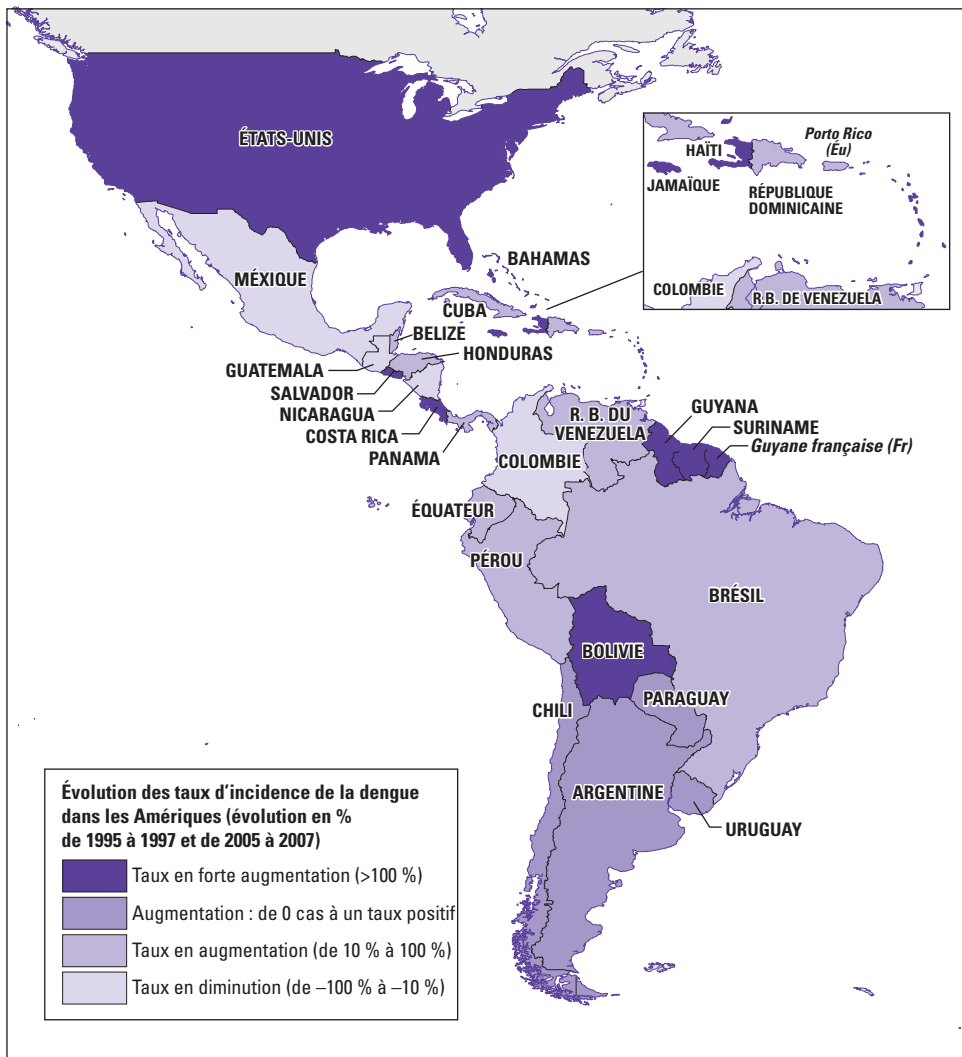 ÉTATS-UNIS
Porto Rico
(Éu)
HAÏTI
JAMAÏQUE
RÉPUBLIQUE
DOMINICAINE
COLOMBIE
R.B. DE VENEZUELA
MÉXIQUE
BAHAMAS
CUBA
BELIZÉ
HONDURAS
GUATEMALA
SALVADOR
NICARAGUA
COSTA RICA
PANAMA
R. B. DU
VENEZUELA
GUYANA
SURINAME
Guyane française (Fr)
COLOMBIE
ÉQUATEUR
PÉROU
BRÉSIL
BOLIVIE
PARAGUAY
CHILI
ARGENTINE
URUGUAY
Évolution des taux d’incidence de la dengue
dans les Amériques (évolution en %
de 1995 à 1997 et de 2005 à 2007)
Taux en forte augmentation (>100 %)
Augmentation : de 0 cas à un taux positif
Taux en augmentation (de 10 % à 100 %)
Taux en diminution (de –100 % à –10 %)